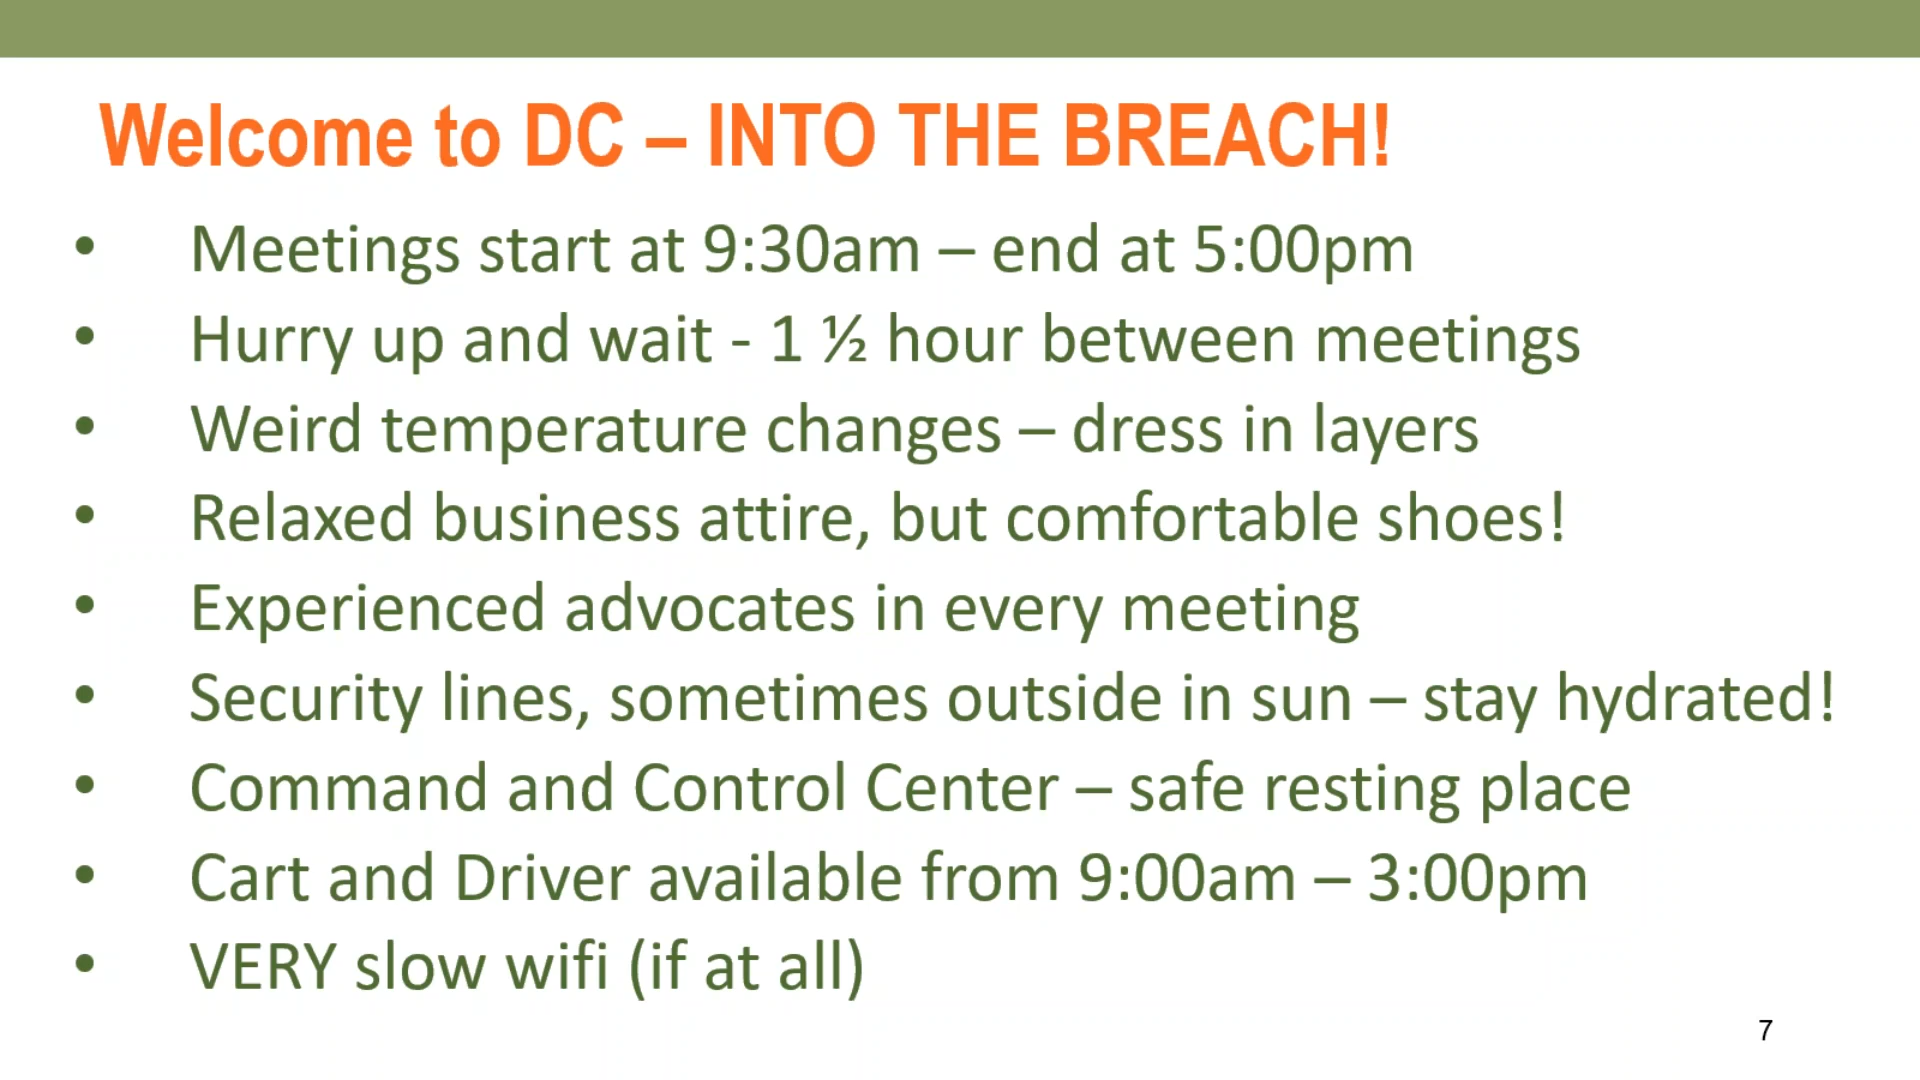 Welcome to DC – INTO THE BREACH!
• Meetings start at 9:30am – end at 5:00pm
• Hurry up and wait - 1 ½ hour between meetings
• Weird temperature changes – dress in layers
• Relaxed business attire, but comfortable shoes!
• Experienced advocates in every meeting
• Security lines, sometimes outside in sun – stay hydrated!
• Command and Control Center – safe resting place
• Cart and Driver available from 9:00am – 3:00pm
• VERY slow wifi (if at all)
7